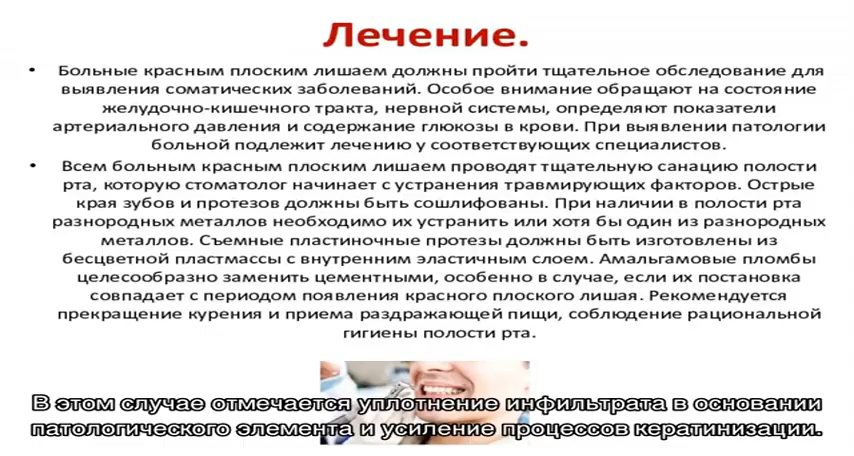 Лечение.
• Больные красным плоским лишаем должны пройти тщательное обследование для
выявления соматических заболеваний. Особое внимание обращают на состояние
желудочно-кишечного тракта, нервной системы, определяют показатели
артериального давления и содержание глюкозы в крови. При выявлении патологии
больной подлежит лечению у соответствующих специалистов.
• Всем больным красным плоским лишаем проводят тщательную санацию полости
рта, которую стоматолог начинает с устранения травмирующих факторов. Острые
края зубов и протезов должны быть сошлифованы. При наличии в полости рта
разнородных металлов необходимо их устранить или хотя бы один из разнородных
металлов. Съемные пластиночные протезы должны быть изготовлены из
бесцветной пластмассы с внутренним эластичным слоем. Амальгамовые пломбы
целесообразно заменить цементными, особенно в случае, если их постановка
совпадает с периодом появления красного плоского лишая. Рекомендуется
прекращение курения и приема раздражающей пищи, соблюдение рациональной
гигиены полости рта.
В этом случае отмечается уплотнение инфильтрата в основании
патологического элемента и усиление процессов кератинизации.